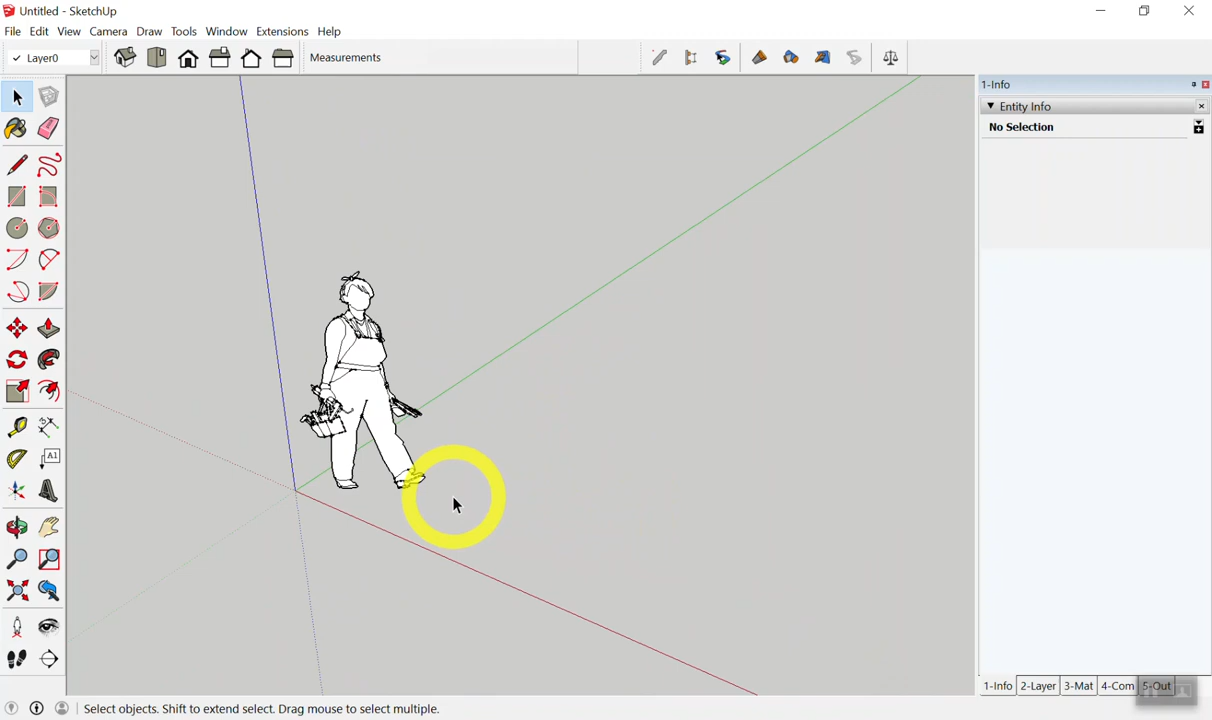 Untitled - SketchUp
File Edit View Camera Draw Tools Window Extensions Help
✓ Layer0
Measurements
1-Info
Entity Info
No Selection
A1
1-Info 2-Layer 3-Mat 4-Com 5-Out
Select objects. Shift to extend select. Drag mouse to select multiple.